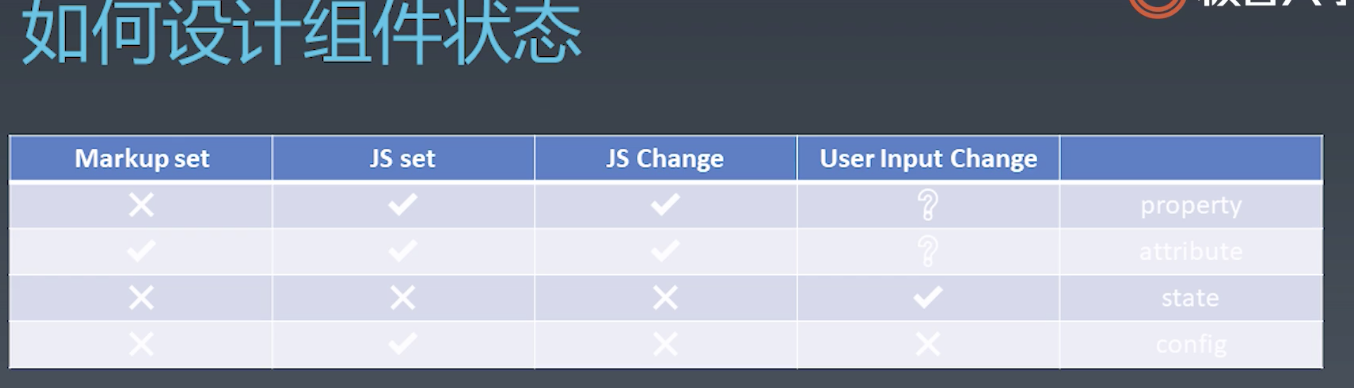 如何设计组件状态
Markup set JS set JS Change User Input Change
❌ ✔ ✔ ❔ property
✔ ✔ ✔ ❔ attribute
❌ ❌ ❌ ✔ state
❌ ✔ ❌ ❌ config